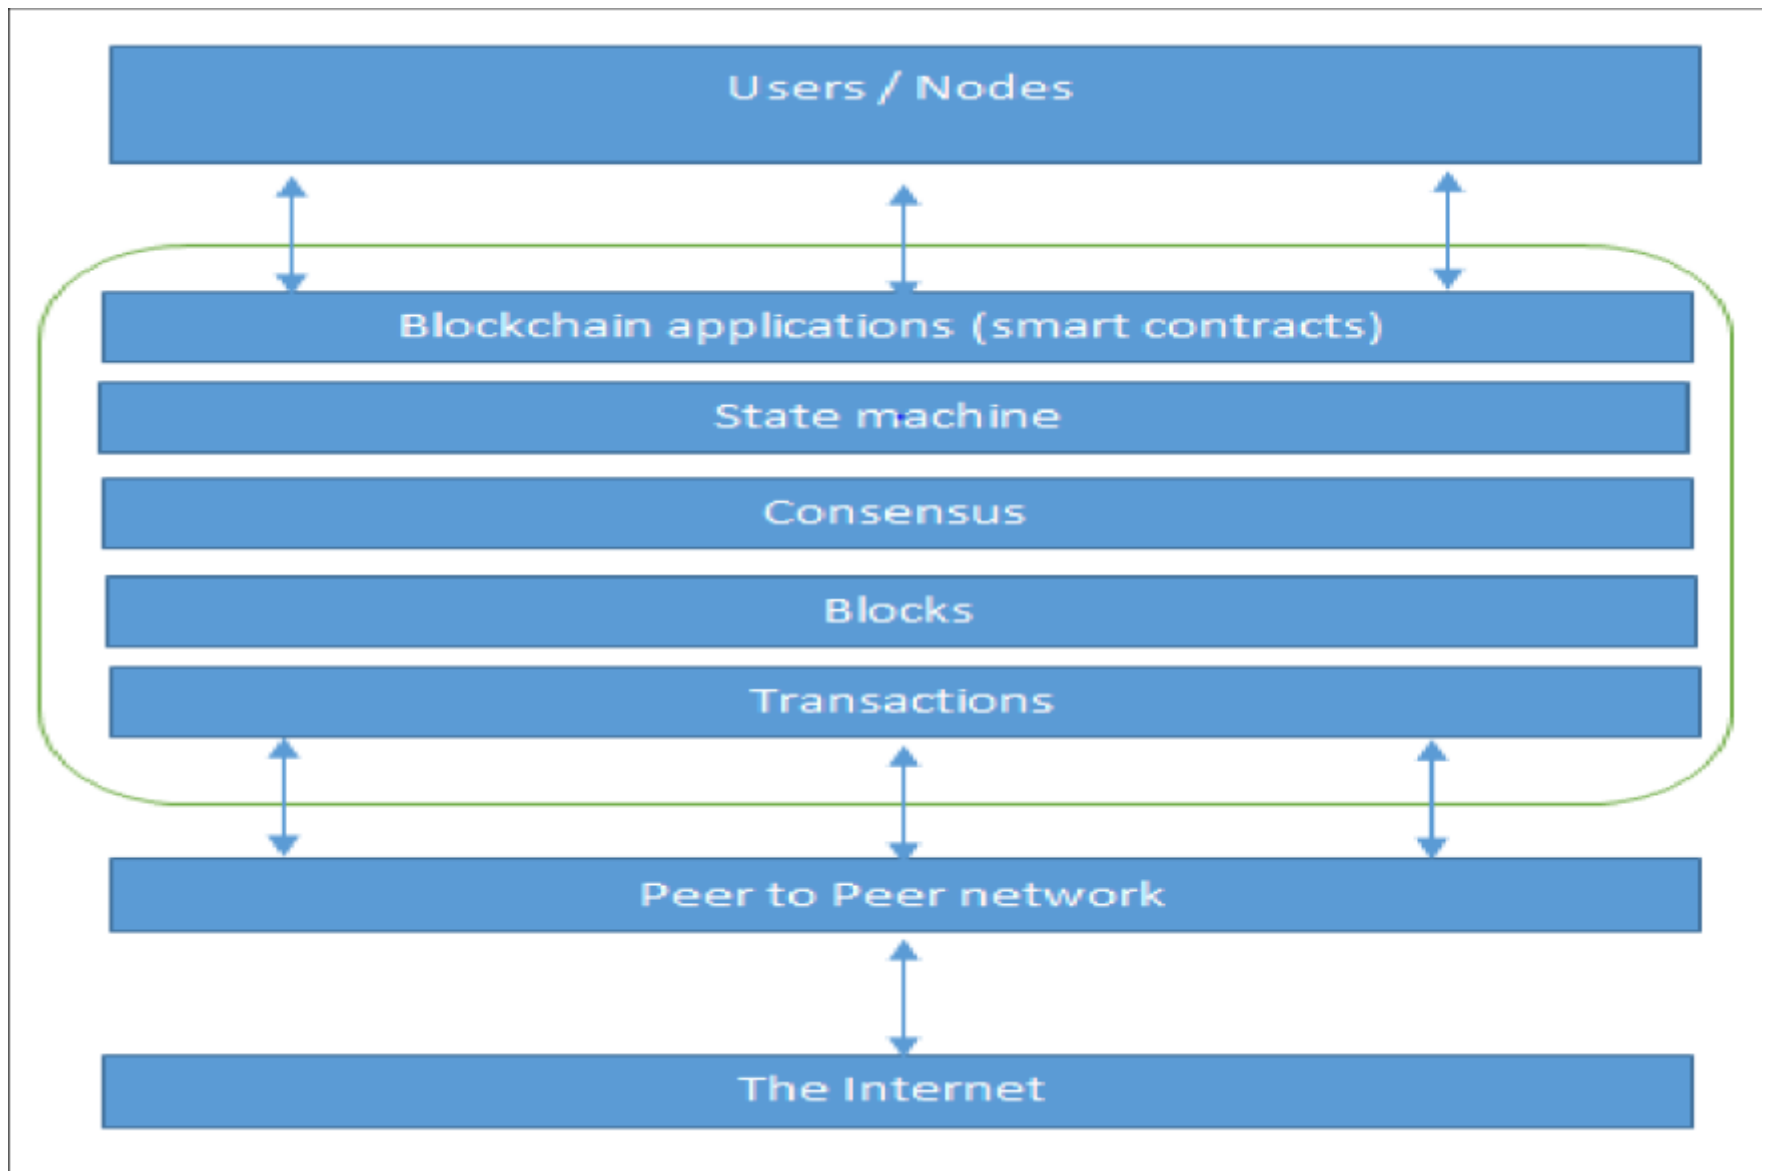 Users / Nodes
Blockchain applications (smart contracts)
State machine
Consensus
Blocks
Transactions
Peer to Peer network
The Internet